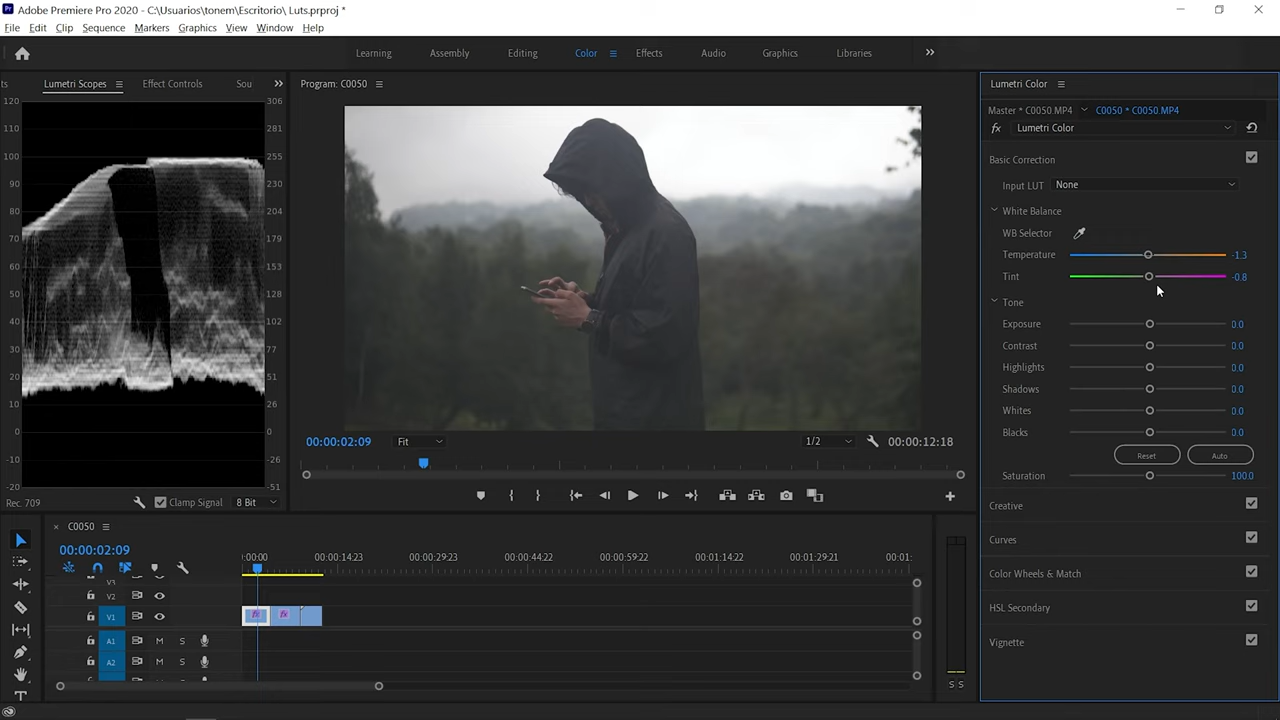 Adobe Premiere Pro 2020 - C:\Usuarios\tonem\Escritorio\ Luts.prproj *
File Edit Clip Sequence Markers Graphics View Window Help
Learning Assembly Editing Color Effects Audio Graphics Libraries
ts Lumetri Scopes Effect Controls Sou
Program: C0050
Lumetri Color
120 306
110 281
100 255
90 230
80 204
70 179
60 153
50 128
40 102
30 77
20 51
10 26
0 0
-10 -26
-20 -51
Rec. 709 Clamp Signal 8 Bit
00:00:02:09 Fit 1/2 00:00:12:18
Master * C0050.MP4 C0050 * C0050.MP4
fx Lumetri Color
Basic Correction
Input LUT None
White Balance
WB Selector
Temperature -1.3
Tint -0.8
Tone
Exposure 0.0
Contrast 0.0
Highlights 0.0
Shadows 0.0
Whites 0.0
Blacks 0.0
Reset Auto
Saturation 100.0
Creative
Curves
Color Wheels & Match
HSL Secondary
Vignette
× C0050
00:00:02:09
:00:00 00:00:14:23 00:00:29:23 00:00:44:22 00:00:59:22 00:01:14:22 00:01:29:21 00:01:
V3
V2
V1 fx fx
A1 M S
A2 M S
S S